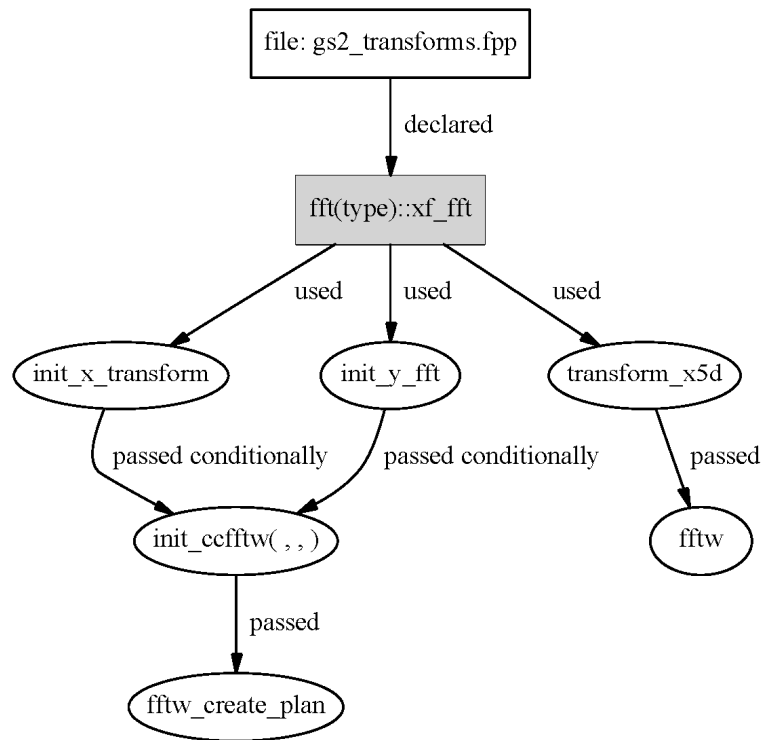 file: gs2_transforms.fpp
declared
fft(type)::xf_fft
used
used
used
init_x_transform
init_y_fft
transform_x5d
passed conditionally
passed conditionally
passed
init_ccfftw( , , )
fftw
passed
fftw_create_plan